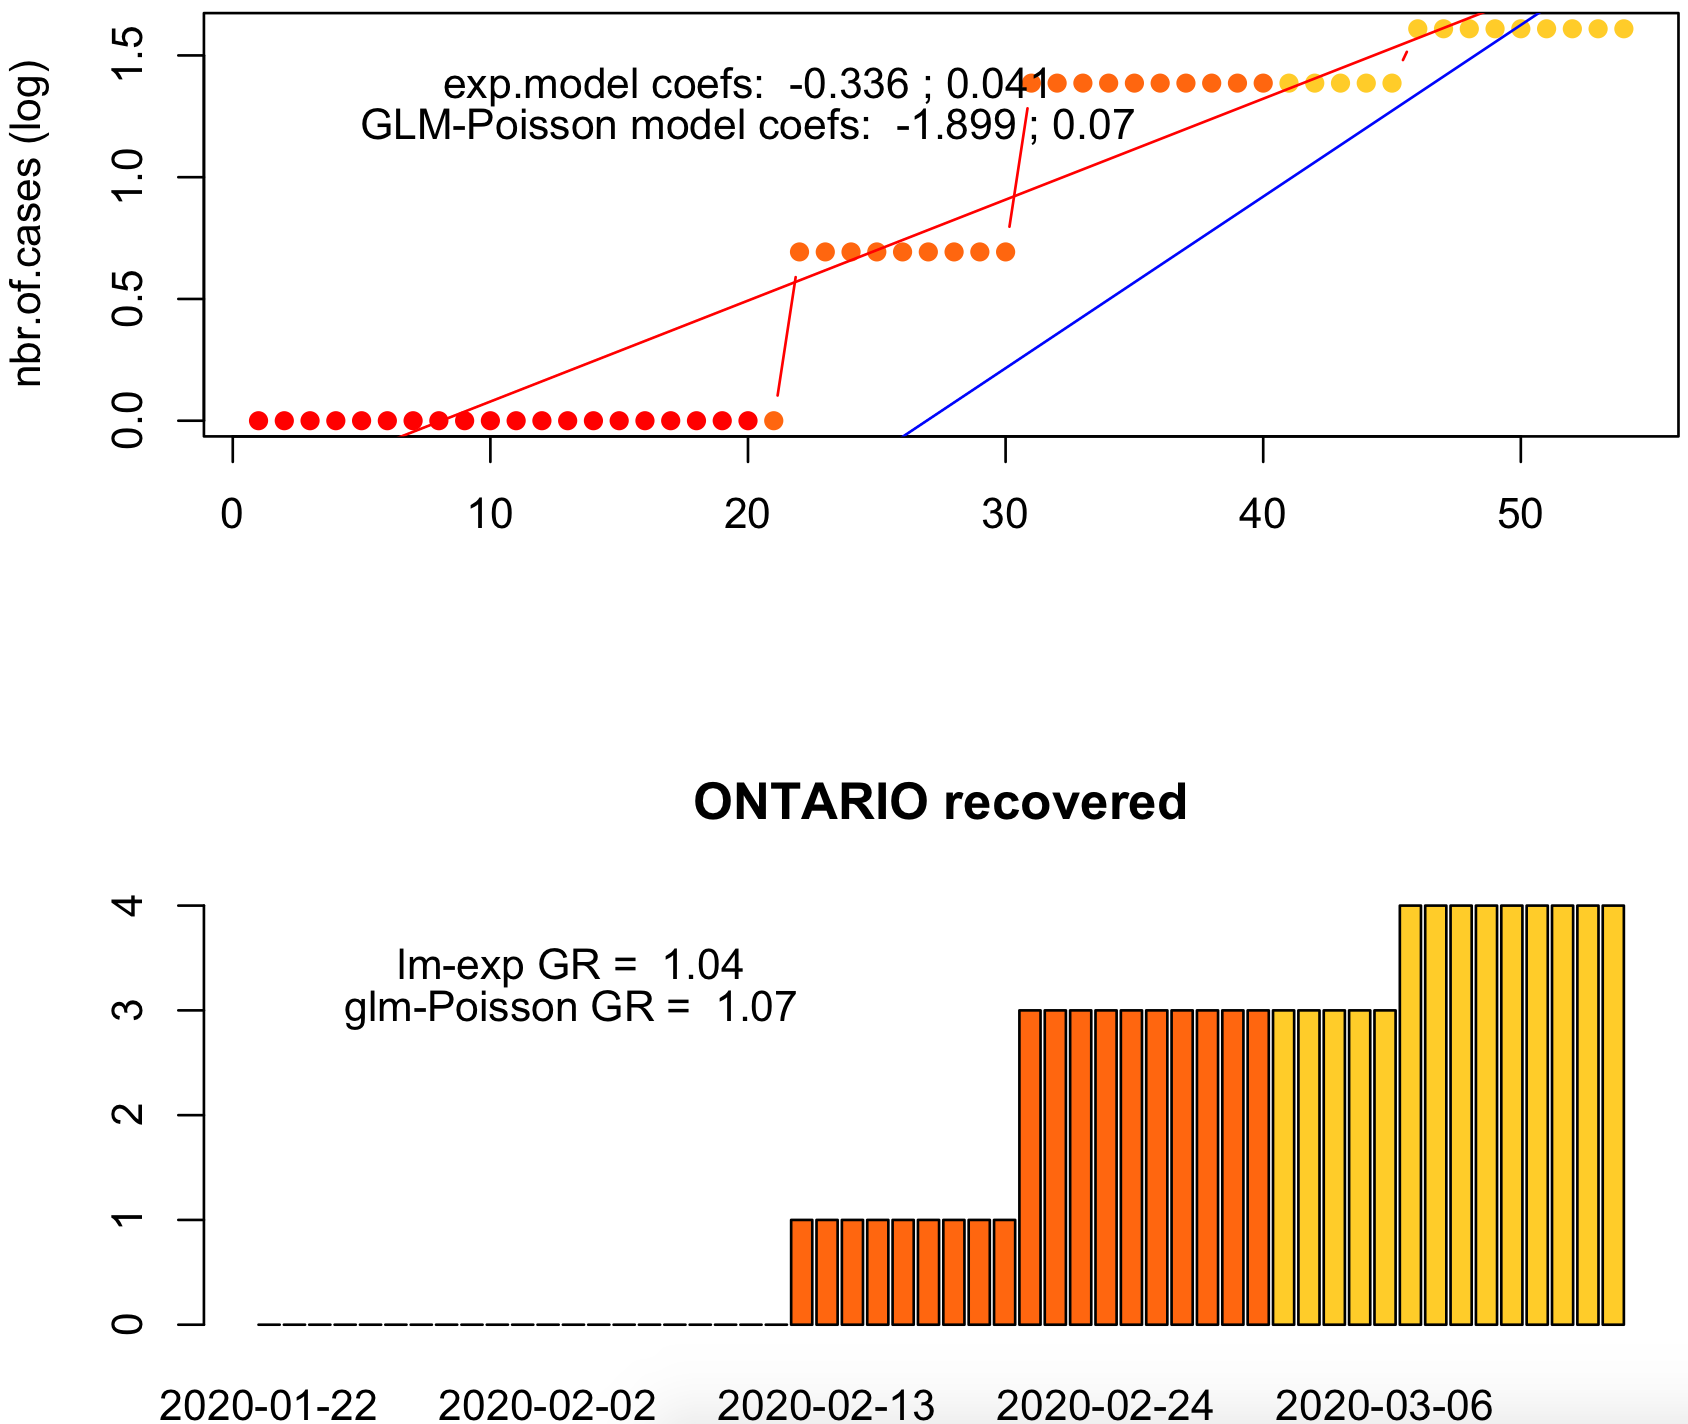 nbr.of.cases (log)
1.5
1.0
0.5
0.0
exp.model coefs: -0.336 ; 0.041
GLM-Poisson model coefs: -1.899 ; 0.07
0 10 20 30 40 50
ONTARIO recovered
4
3
2
1
0
lm-exp GR = 1.04
glm-Poisson GR = 1.07
2020-01-22 2020-02-02 2020-02-13 2020-02-24 2020-03-06